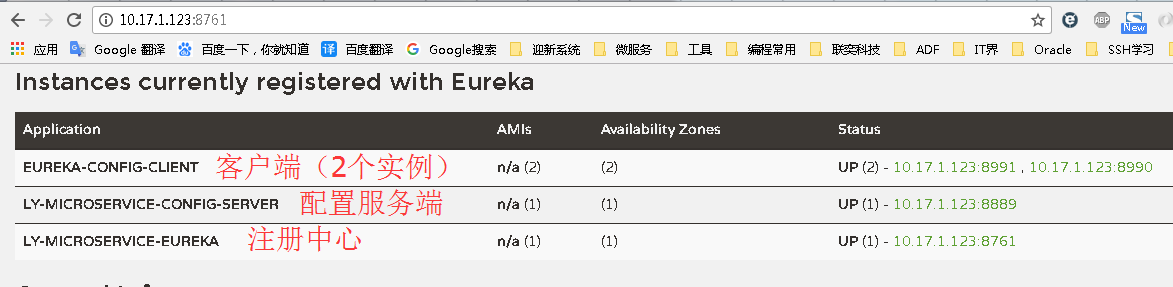 10.17.1.123:8761
New
应用 Google 翻译 百度一下，你就知道 译 百度翻译 G Google搜索 迎新系统 微服务 工具 编程常用 联奕科技 ADF IT界 Oracle SSH学习
Instances currently registered with Eureka
Application AMIs Availability Zones Status
EUREKA-CONFIG-CLIENT 客户端（2个实例） n/a (2) (2) UP (2) - 10.17.1.123:8991 , 10.17.1.123:8990
LY-MICROSERVICE-CONFIG-SERVER 配置服务端 n/a (1) (1) UP (1) - 10.17.1.123:8889
LY-MICROSERVICE-EUREKA 注册中心 n/a (1) (1) UP (1) - 10.17.1.123:8761